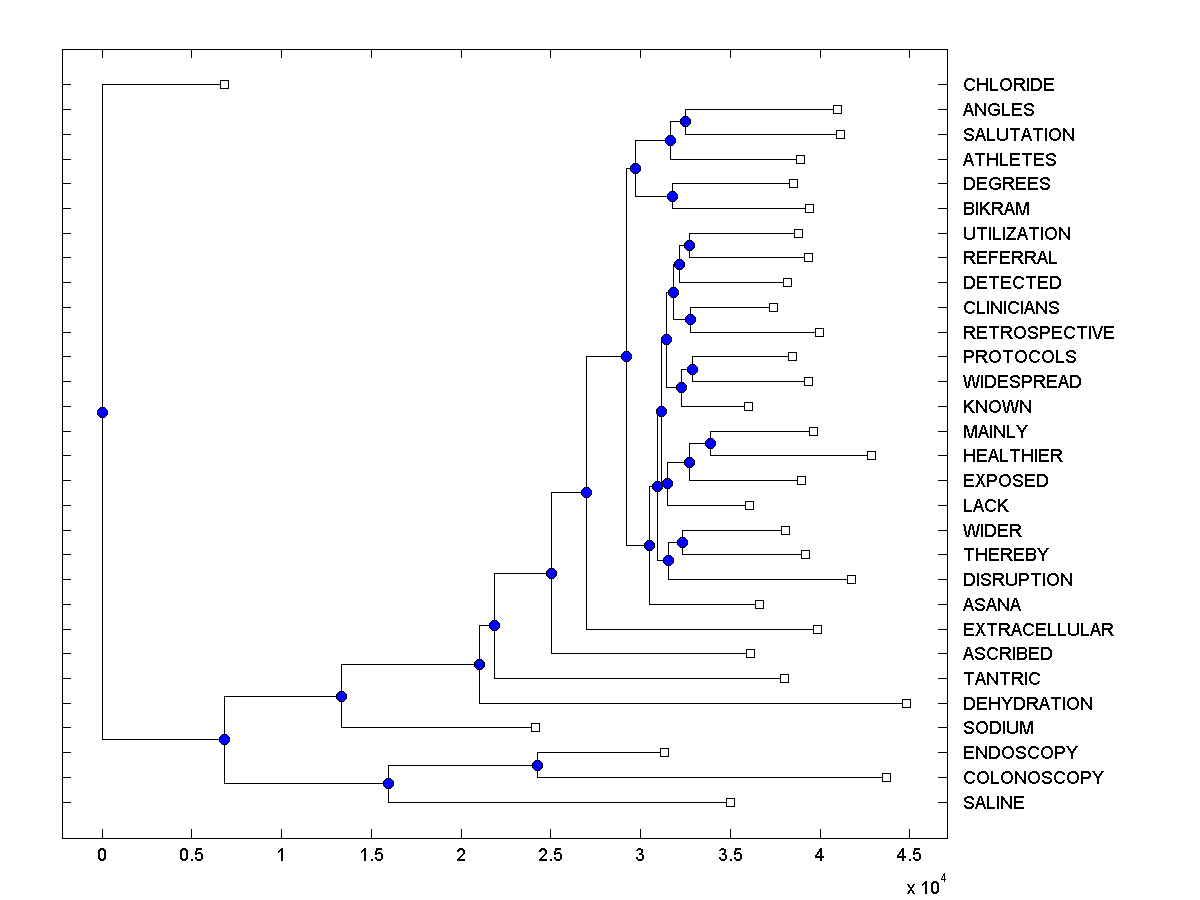 CHLORIDE
ANGLES
SALUTATION
ATHLETES
DEGREES
BIKRAM
UTILIZATION
REFERRAL
DETECTED
CLINICIANS
RETROSPECTIVE
PROTOCOLS
WIDESPREAD
KNOWN
MAINLY
HEALTHIER
EXPOSED
LACK
WIDER
THEREBY
DISRUPTION
ASANA
EXTRACELLULAR
ASCRIBED
TANTRIC
DEHYDRATION
SODIUM
ENDOSCOPY
COLONOSCOPY
SALINE
0 0.5 1 1.5 2 2.5 3 3.5 4 4.5
x 10^4